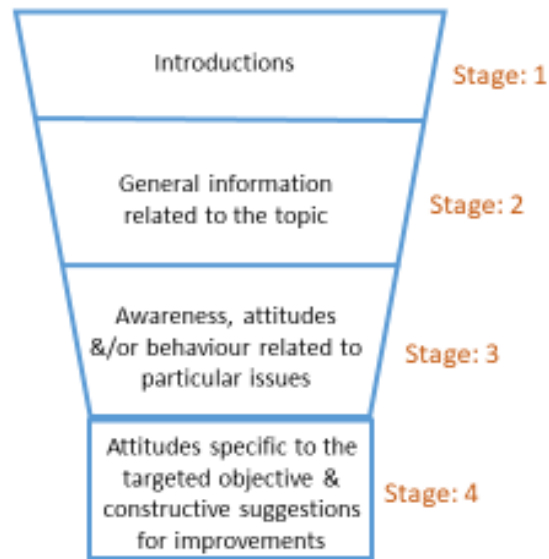 Introductions
Stage: 1
General information
related to the topic
Stage: 2
Awareness, attitudes
&/or behaviour related to
particular issues
Stage: 3
Attitudes specific to the
targeted objective &
constructive suggestions
for improvements
Stage: 4